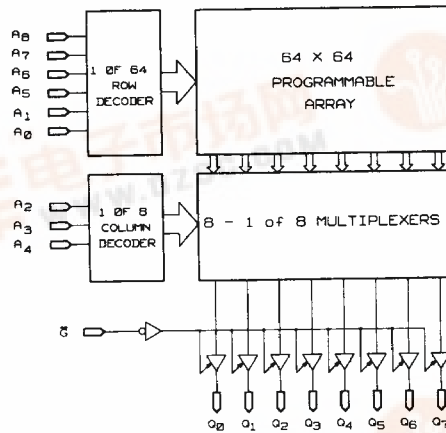 A8
A7
A6
A5
A1
A0
1 OF 64
ROW
DECODER
64 X 64
PROGRAMMABLE
ARRAY
A2
A3
A4
1 OF 8
COLUMN
DECODER
8 - 1 of 8 MULTIPLEXERS
G̅
Q0 Q1 Q2 Q3 Q4 Q5 Q6 Q7